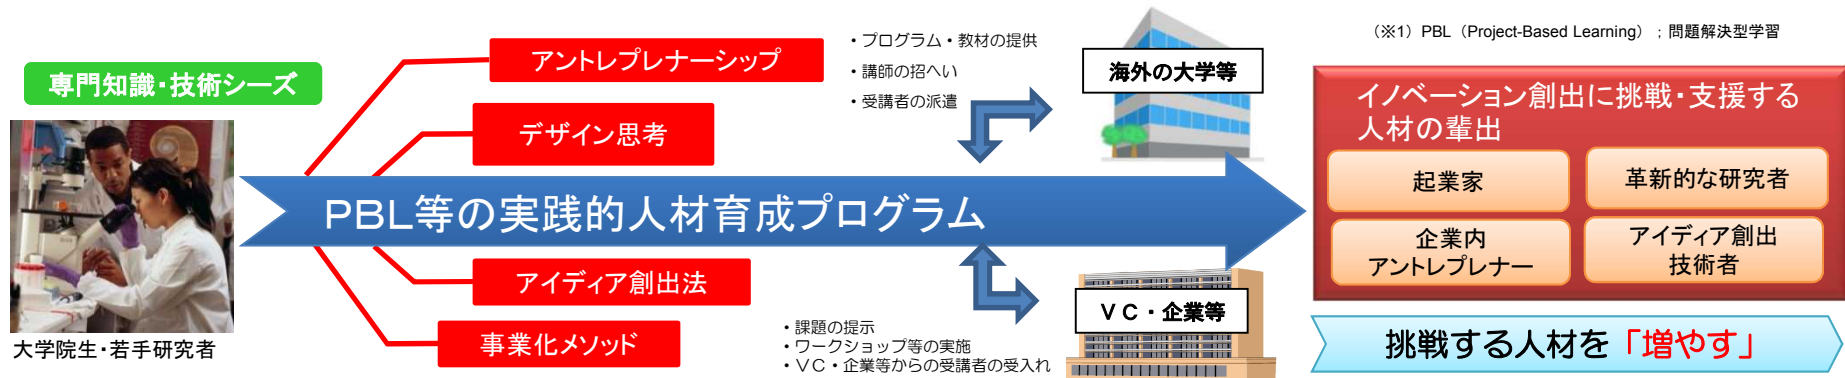 専門知識・技術シーズ
大学院生・若手研究者
アントレプレナーシップ
デザイン思考
PBL等の実践的人材育成プログラム
アイディア創出法
事業化メソッド
・プログラム・教材の提供
・講師の招へい
・受講者の派遣
海外の大学等
ＶＣ・企業等
・課題の提示
・ワークショップ等の実施
・ＶＣ・企業等からの受講者の受入れ
（※1）PBL（Project-Based Learning）；問題解決型学習
イノベーション創出に挑戦・支援する
人材の輩出
起業家
革新的な研究者
企業内
アントレプレナー
アイディア創出
技術者
挑戦する人材を「増やす」